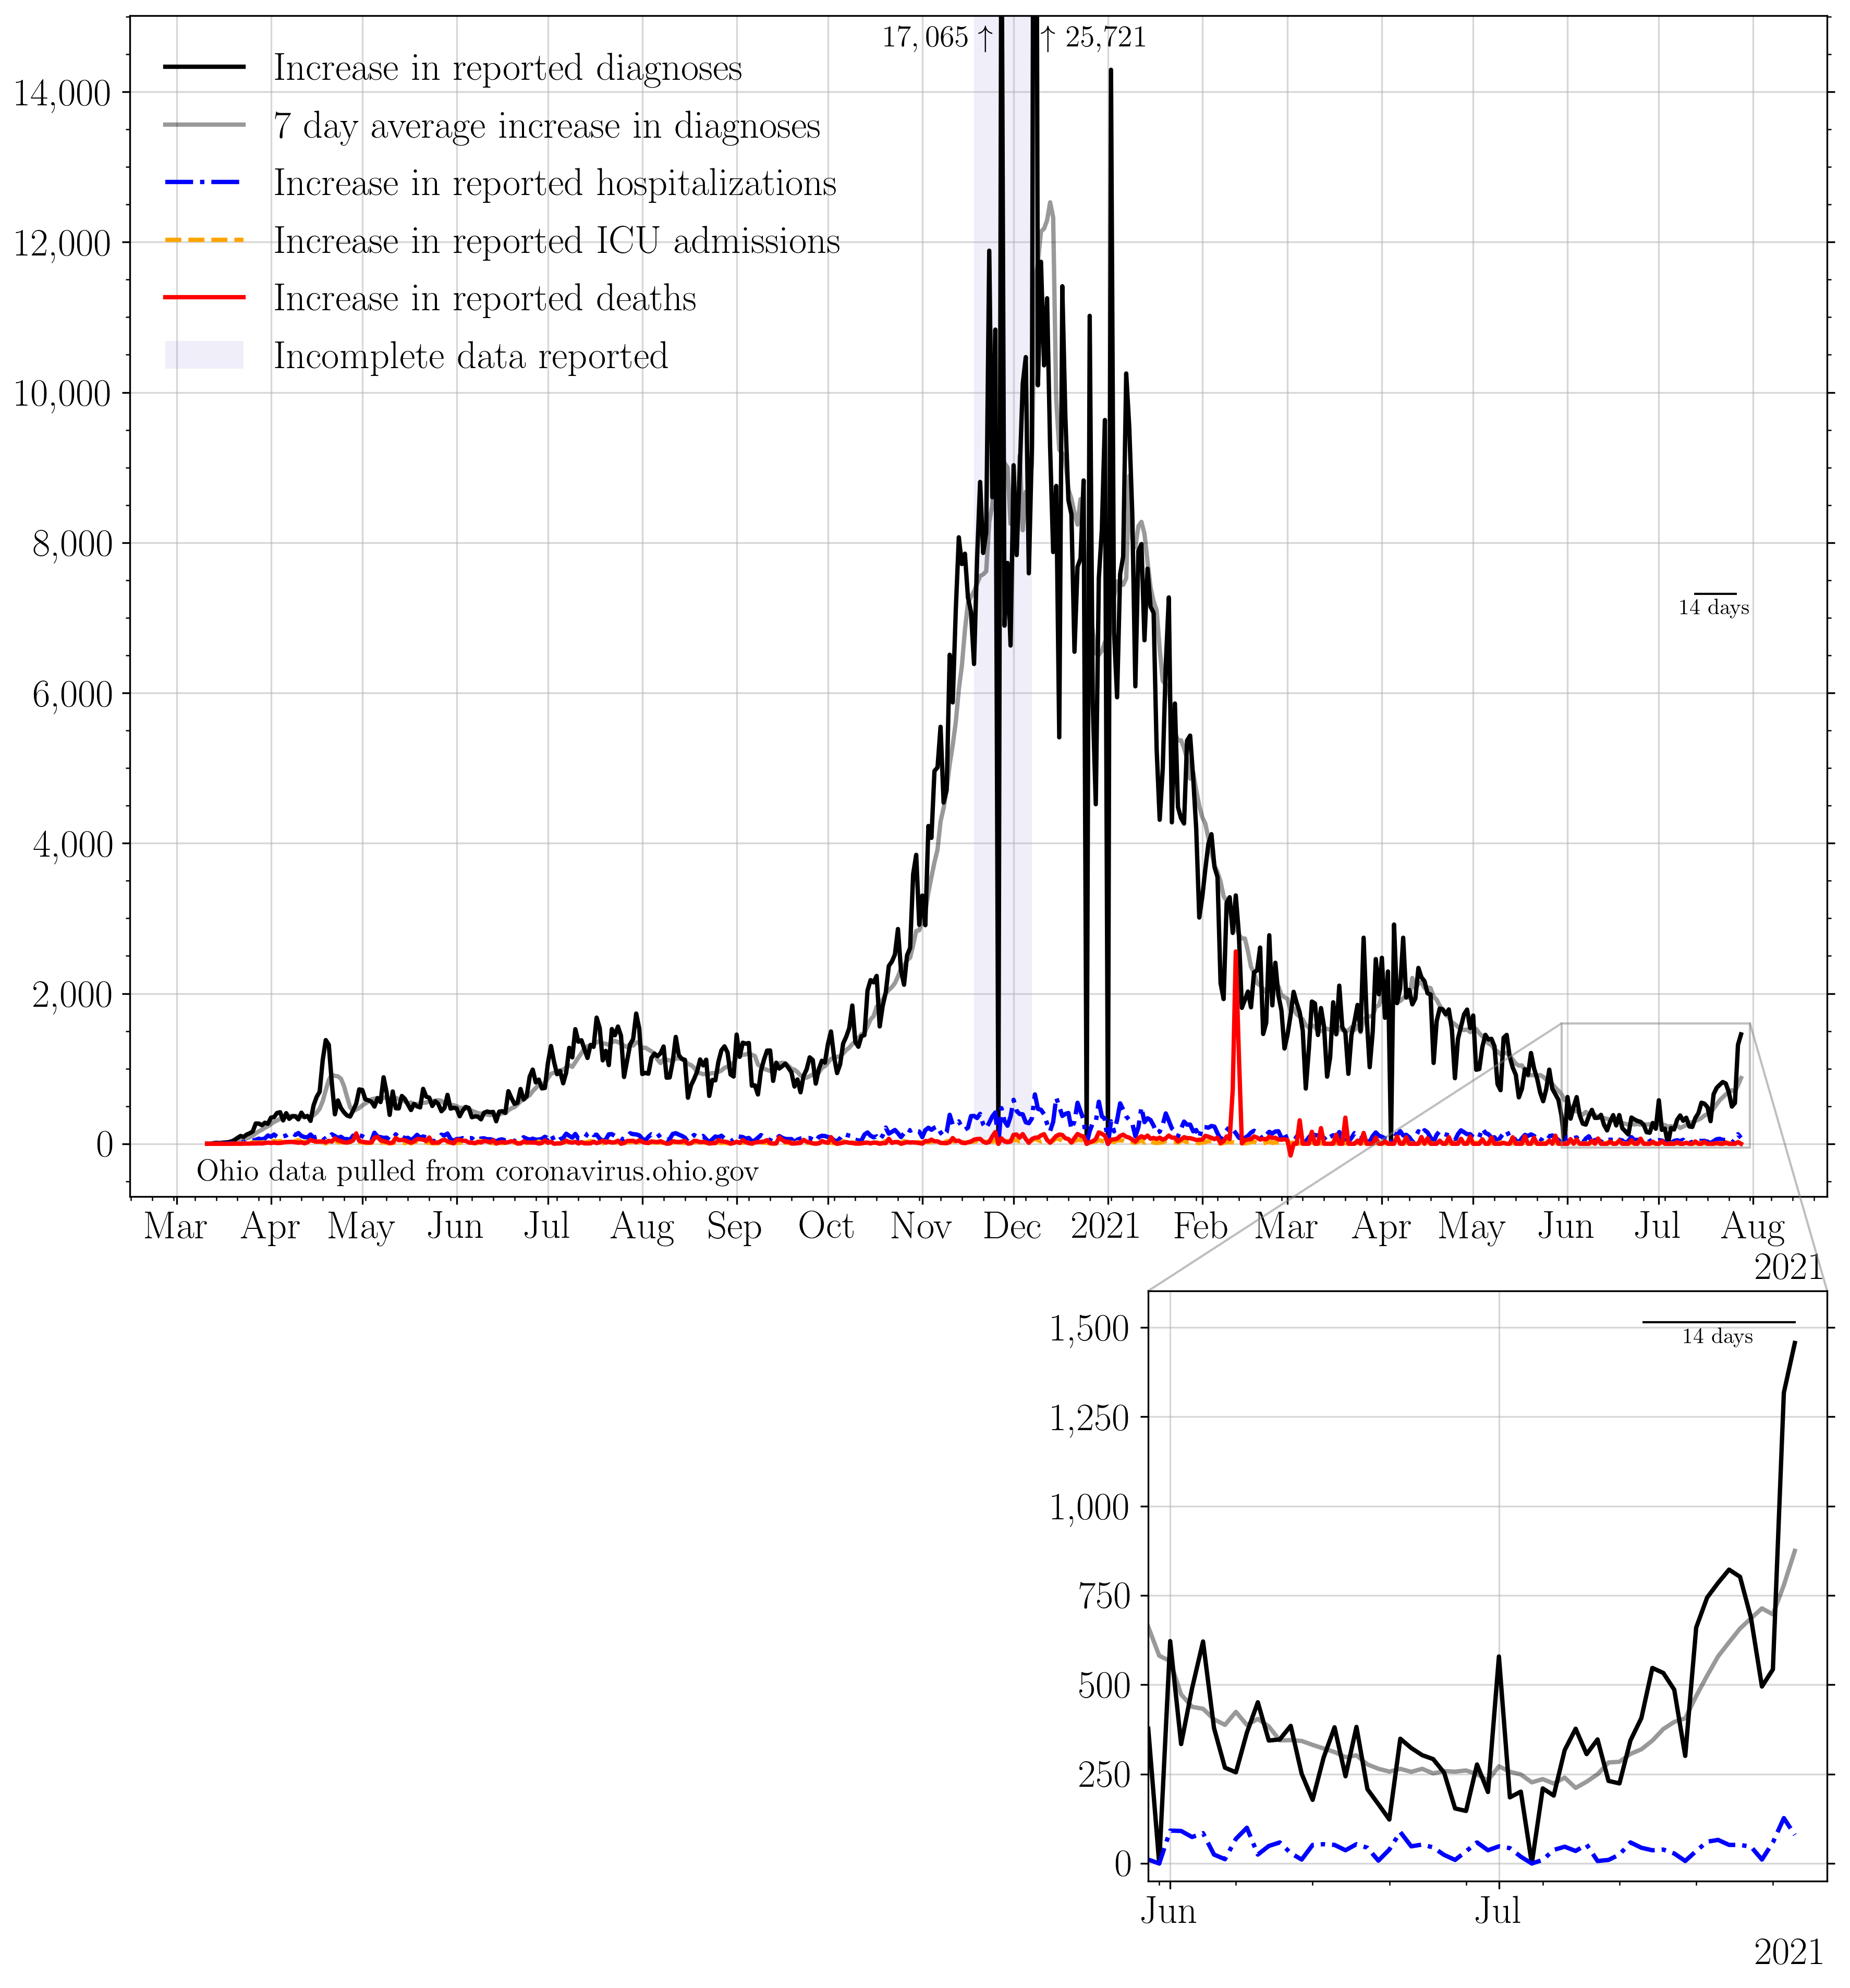 17,065 ↑ ↑ 25,721
Increase in reported diagnoses
7 day average increase in diagnoses
Increase in reported hospitalizations
Increase in reported ICU admissions
Increase in reported deaths
Incomplete data reported
14,000
12,000
10,000
8,000
6,000
4,000
2,000
0
14 days
Ohio data pulled from coronavirus.ohio.gov
Mar Apr May Jun Jul Aug Sep Oct Nov Dec 2021 Feb Mar Apr May Jun Jul Aug
2021
1,500
1,250
1,000
750
500
250
0
14 days
Jun Jul
2021